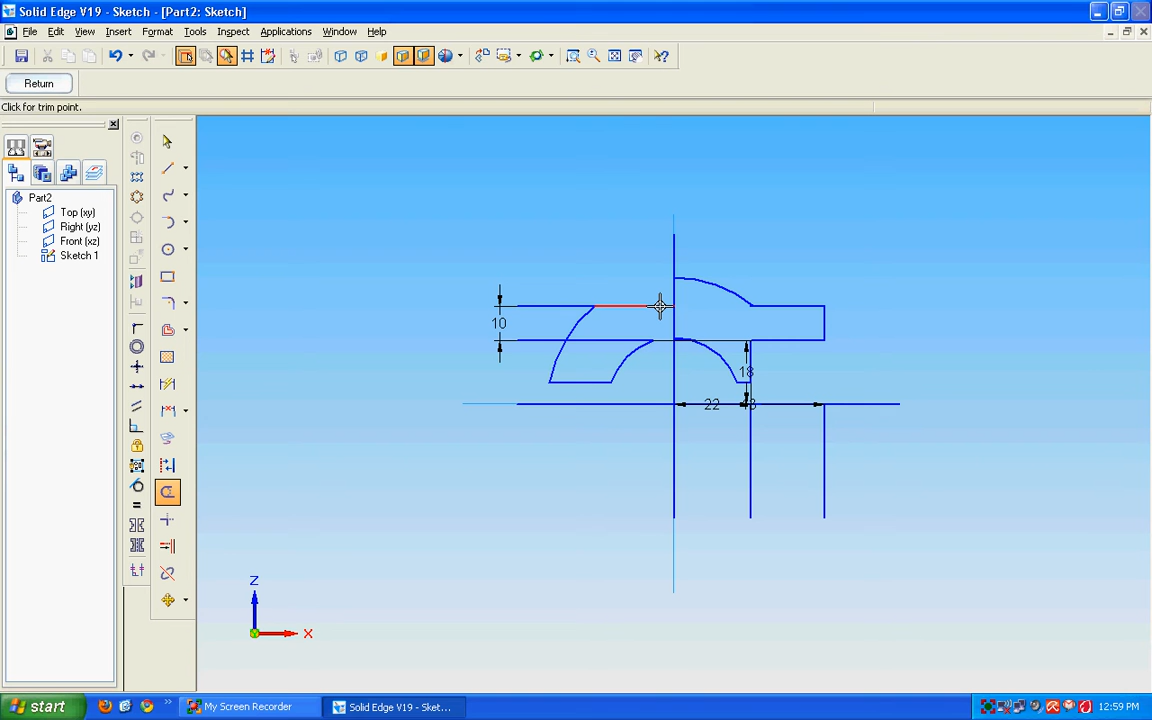 Solid Edge V19 - Sketch - [Part2: Sketch]
File Edit View Insert Format Tools Inspect Applications Window Help
Return
Click for trim point.
Part2
Top (xy)
Right (yz)
Front (xz)
Sketch 1
10
18
22
Z
X
start
My Screen Recorder
Solid Edge V19 - Sket...
12:59 PM